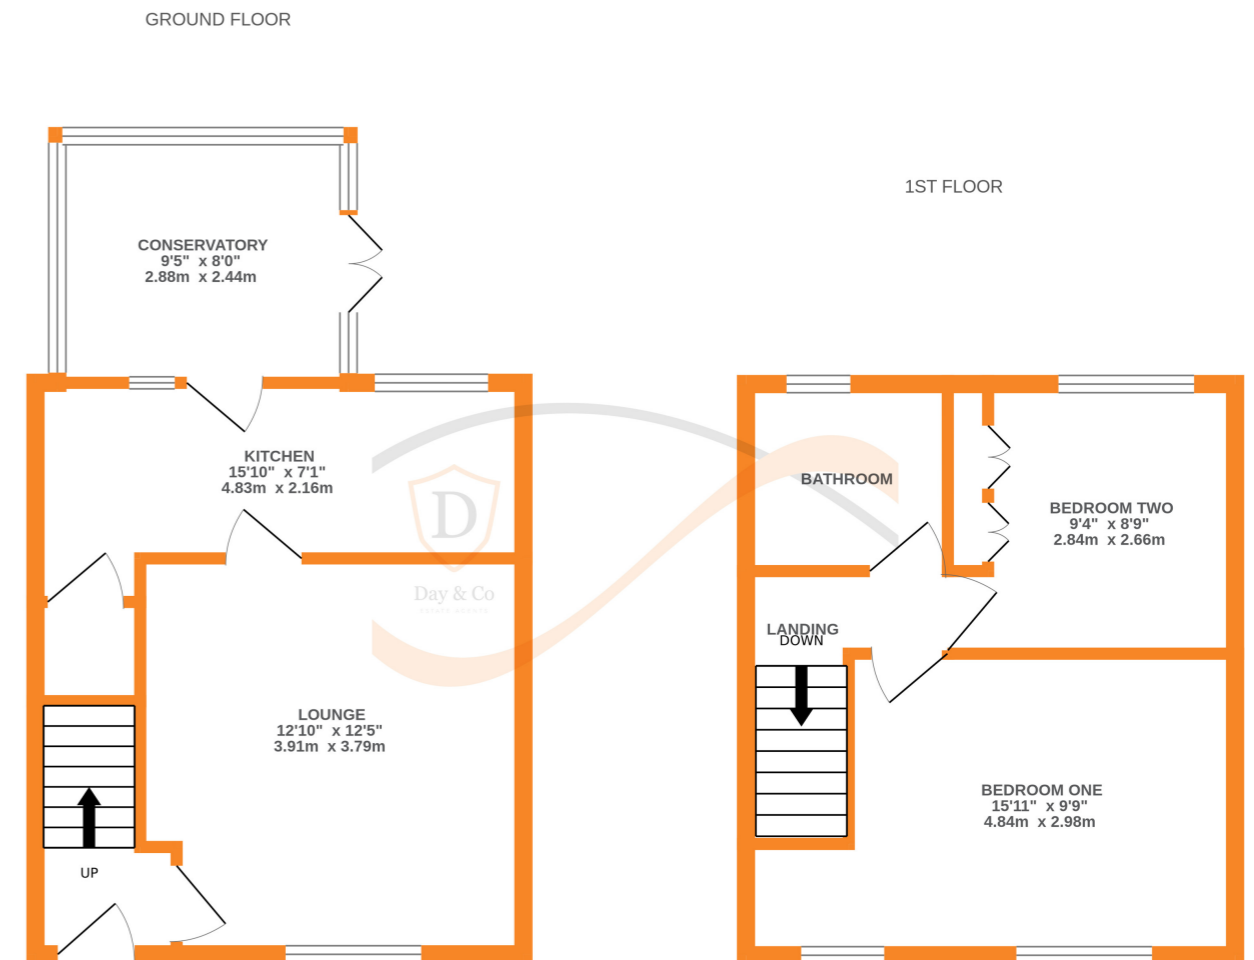 GROUND FLOOR
1ST FLOOR
CONSERVATORY
9'5" x 8'0"
2.88m x 2.44m
KITCHEN
15'10" x 7'1"
4.83m x 2.16m
BATHROOM
BEDROOM TWO
9'4" x 8'9"
2.84m x 2.66m
D
Day & Co
ESTATE AGENTS
LANDING
DOWN
LOUNGE
12'10" x 12'5"
3.91m x 3.79m
BEDROOM ONE
15'11" x 9'9"
4.84m x 2.98m
UP